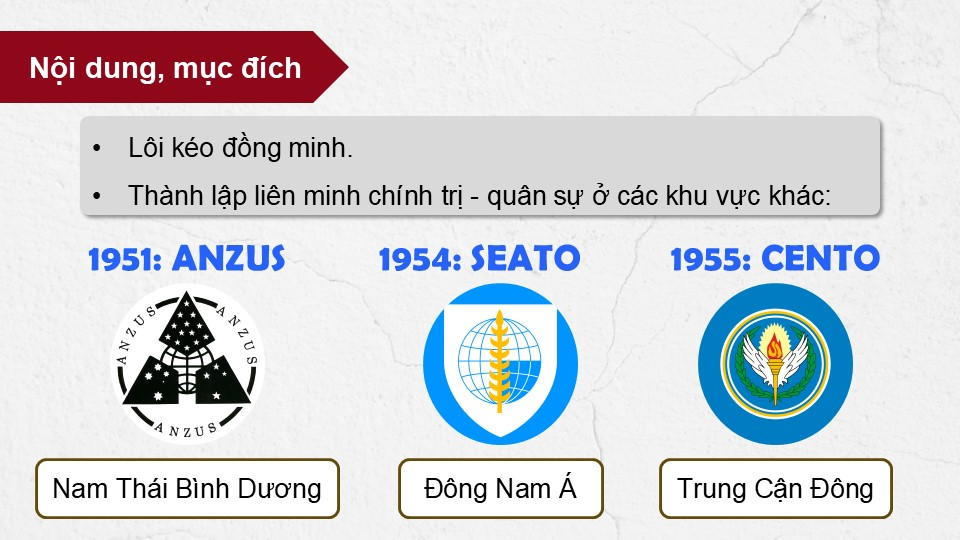 Nội dung, mục đích
• Lôi kéo đồng minh.
• Thành lập liên minh chính trị - quân sự ở các khu vực khác:
1951: ANZUS
1954: SEATO
1955: CENTO
ANZUS
ANZUS
ANZUS
Nam Thái Bình Dương
Đông Nam Á
Trung Cận Đông